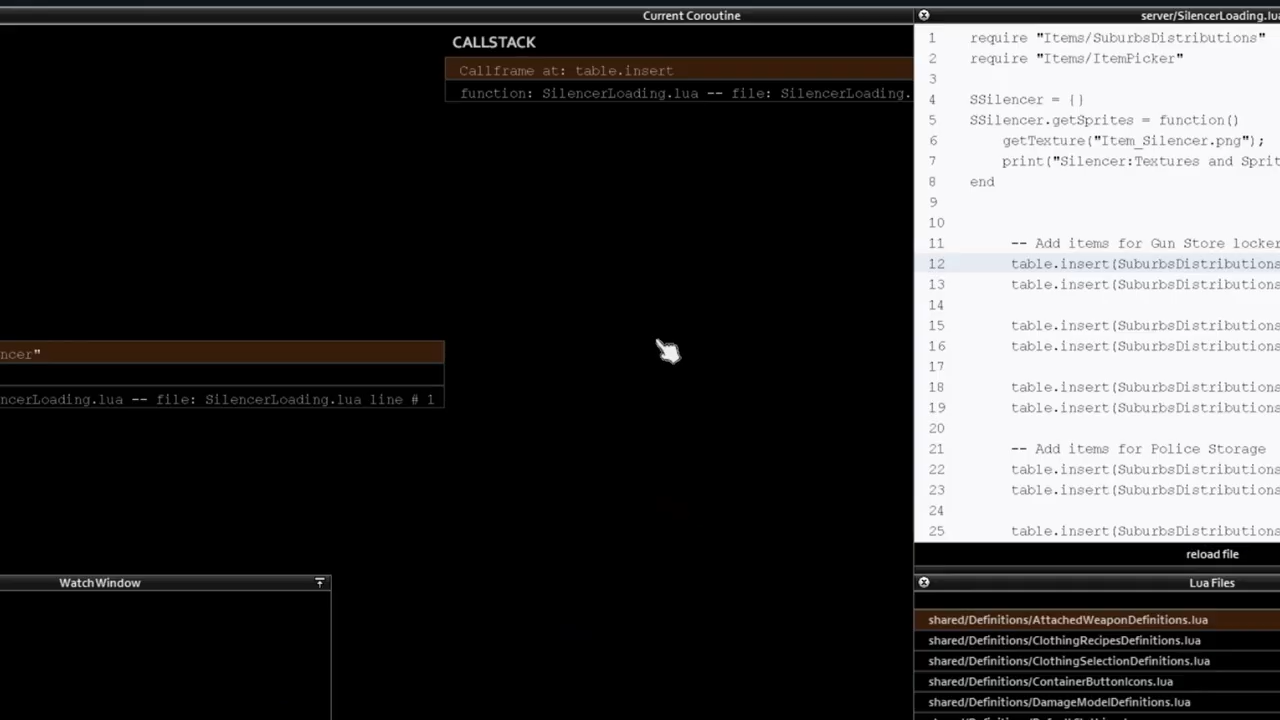 Current Coroutine
CALLSTACK
Callframe at: table.insert
function: SilencerLoading.lua -- file: SilencerLoading.
ncer"
ncerLoading.lua -- file: SilencerLoading.lua line # 1
WatchWindow
server/SilencerLoading.lua
1 require "Items/SuburbsDistributions"
2 require "Items/ItemPicker"
3
4 SSilencer = {}
5 SSilencer.getSprites = function()
6 getTexture("Item_Silencer.png");
7 print("Silencer:Textures and Sprit
8 end
9
10
11 -- Add items for Gun Store locker
12 table.insert(SuburbsDistributions
13 table.insert(SuburbsDistributions
14
15 table.insert(SuburbsDistributions
16 table.insert(SuburbsDistributions
17
18 table.insert(SuburbsDistributions
19 table.insert(SuburbsDistributions
20
21 -- Add items for Police Storage
22 table.insert(SuburbsDistributions
23 table.insert(SuburbsDistributions
24
25 table.insert(SuburbsDistributions
reload file
Lua Files
shared/Definitions/AttachedWeaponDefinitions.lua
shared/Definitions/ClothingRecipesDefinitions.lua
shared/Definitions/ClothingSelectionDefinitions.lua
shared/Definitions/ContainerButtonIcons.lua
shared/Definitions/DamageModelDefinitions.lua